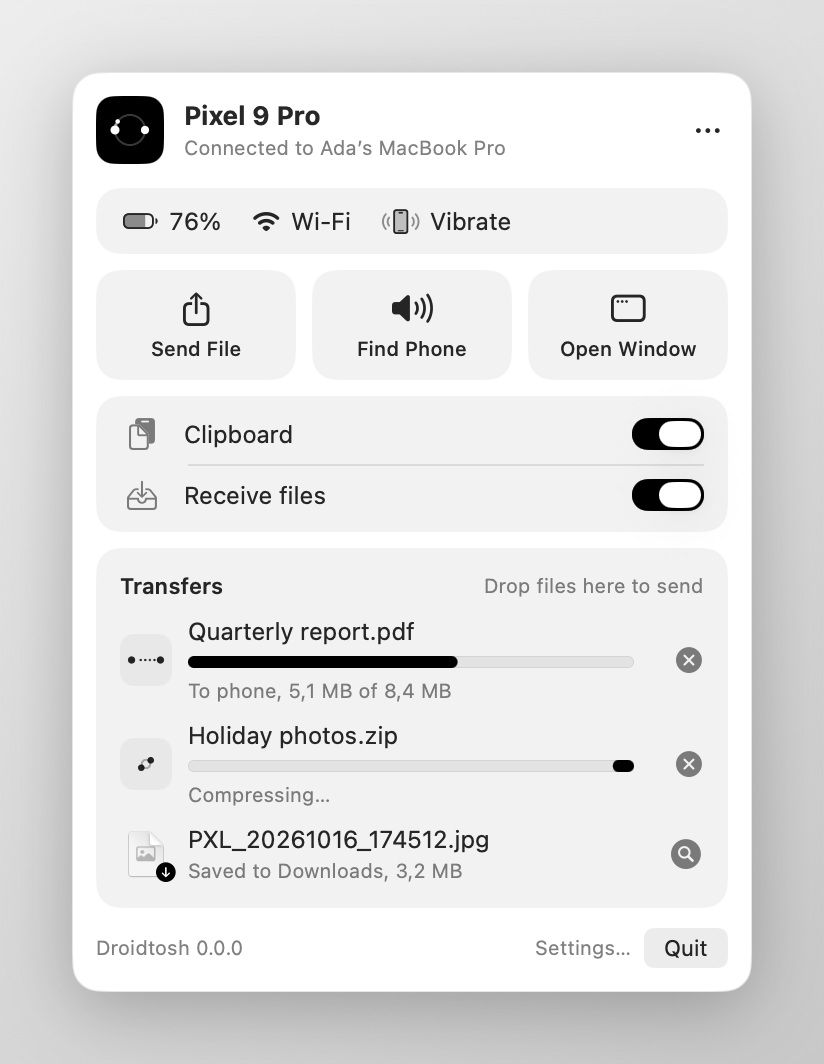 Pixel 9 Pro
Connected to Ada’s MacBook Pro
76% Wi-Fi Vibrate
Send File Find Phone Open Window
Clipboard
Receive files
Transfers Drop files here to send
Quarterly report.pdf
To phone, 5,1 MB of 8,4 MB
Holiday photos.zip
Compressing…
PXL_20261016_174512.jpg
Saved to Downloads, 3,2 MB
Droidtosh 0.0.0 Settings… Quit